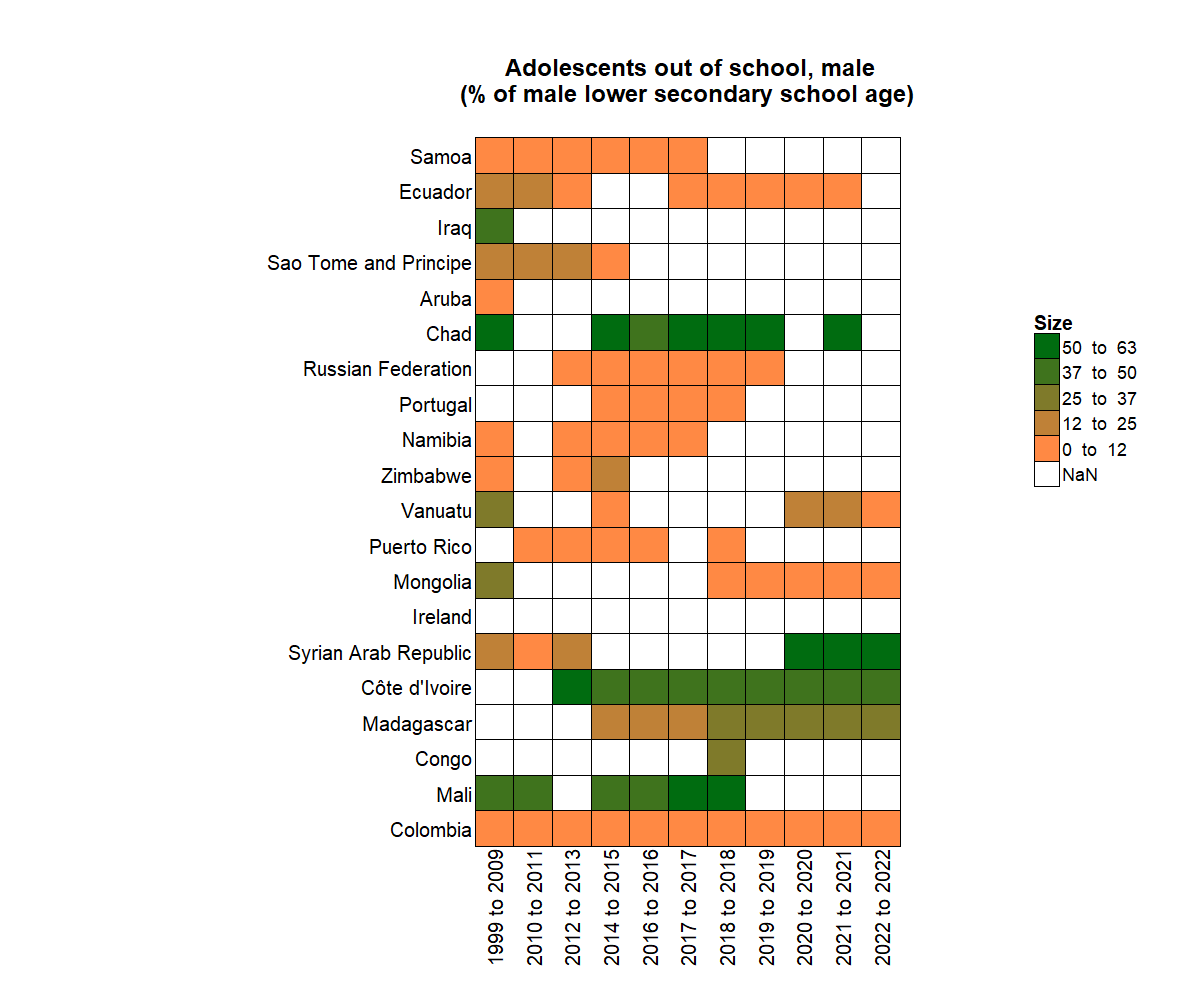 Adolescents out of school, male
(% of male lower secondary school age)
Samoa
Ecuador
Iraq
Sao Tome and Principe
Aruba
Chad
Russian Federation
Portugal
Namibia
Zimbabwe
Vanuatu
Puerto Rico
Mongolia
Ireland
Syrian Arab Republic
Côte d'Ivoire
Madagascar
Congo
Mali
Colombia
1999 to 2009
2010 to 2011
2012 to 2013
2014 to 2015
2016 to 2016
2017 to 2017
2018 to 2018
2019 to 2019
2020 to 2020
2021 to 2021
2022 to 2022
Size
50 to 63
37 to 50
25 to 37
12 to 25
0 to 12
NaN